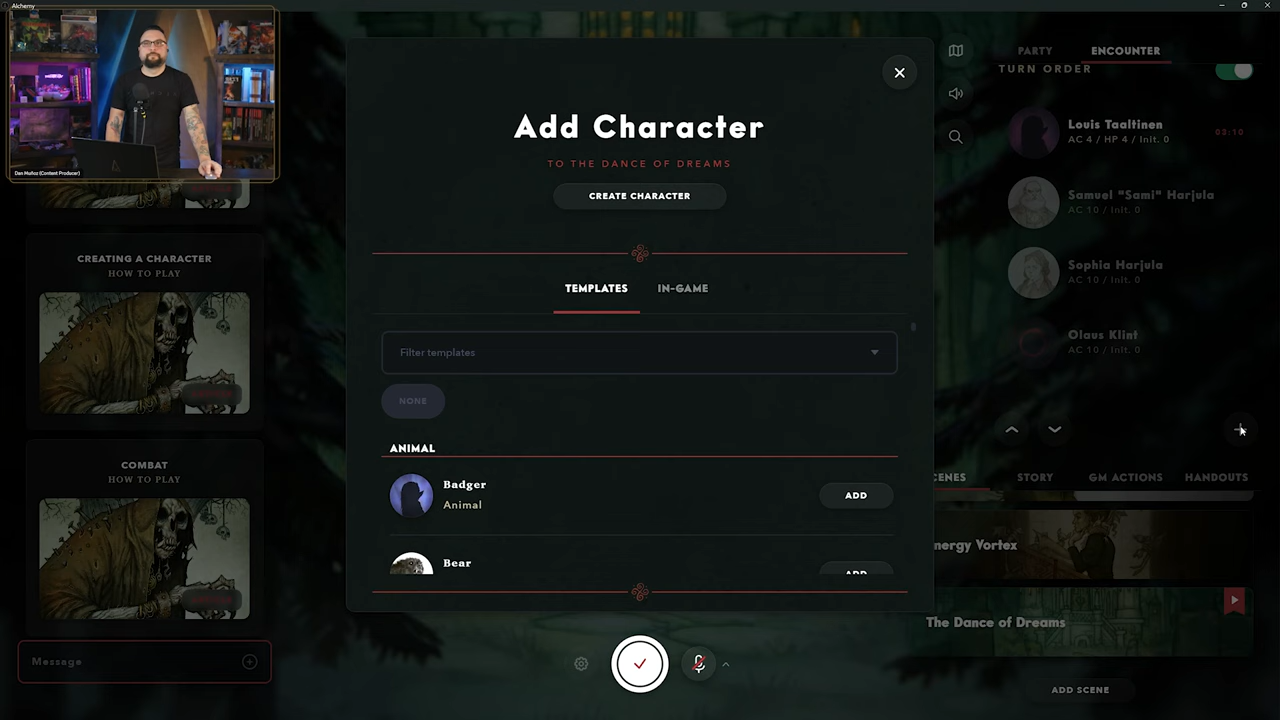 Alchemy
Dan Muñoz (Content Producer)
CREATING A CHARACTER
HOW TO PLAY
COMBAT
HOW TO PLAY
Message
Add Character
TO THE DANCE OF DREAMS
CREATE CHARACTER
TEMPLATES
IN-GAME
Filter templates
NONE
ANIMAL
Badger
Animal
ADD
Bear
ADD
PARTY
ENCOUNTER
TURN ORDER
Louis Taaltinen
AC 4 / HP 4 / Init. 0
03:10
Samuel "Sami" Harjula
AC 10 / Init. 0
Sophia Harjula
AC 10 / Init. 0
Olaus Klint
AC 10 / Init. 0
CENES
STORY
GM ACTIONS
HANDOUTS
nergy Vortex
The Dance of Dreams
ADD SCENE